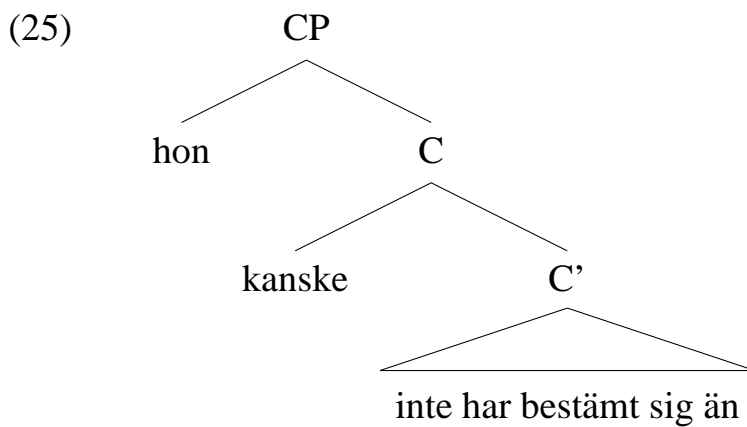 (25) CP
hon C
kanske C’
inte har bestämt sig än